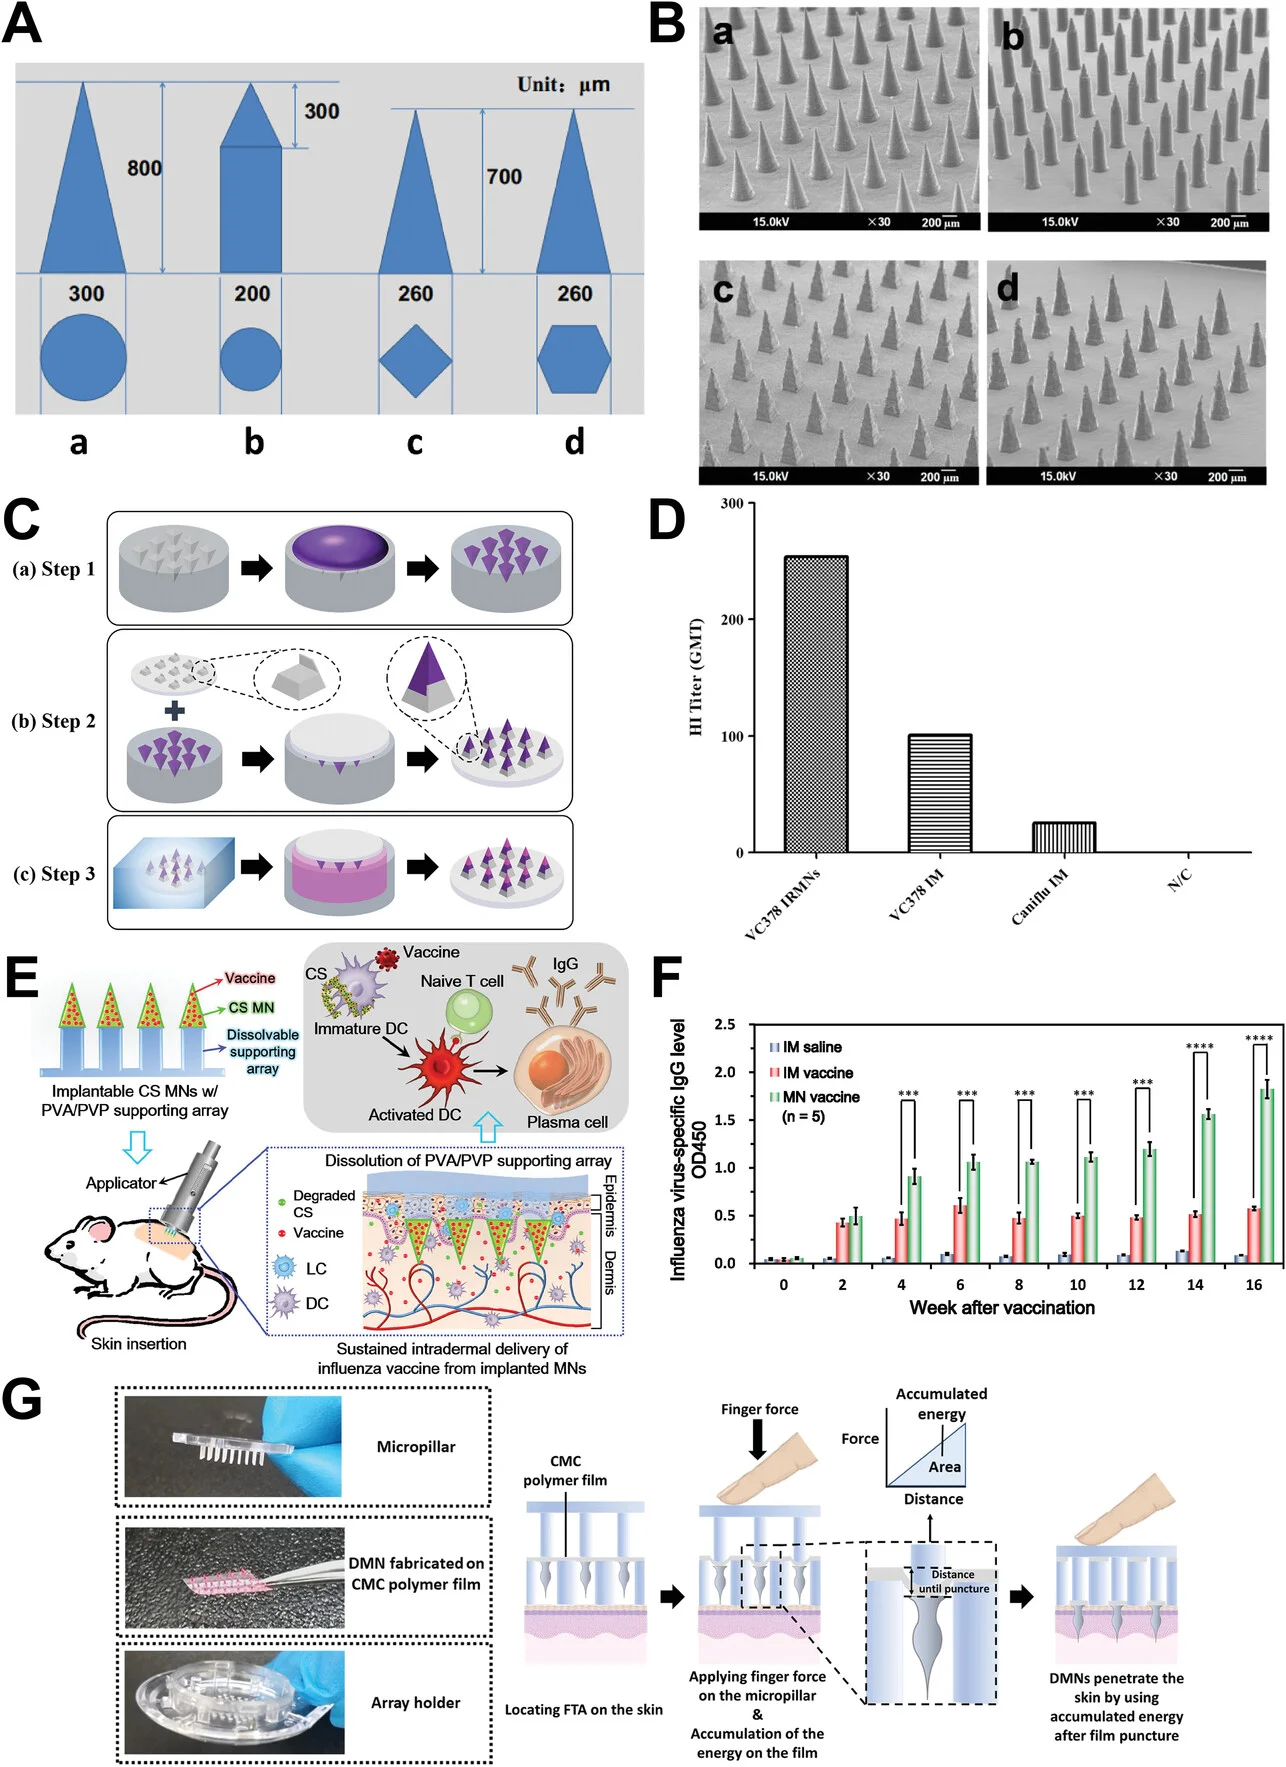 A
Unit: μm
300
800
700
300
200
260
260
a
b
c
d
B
a
15.0kV ×30 200 μm
b
15.0kV ×30 200 μm
c
15.0kV ×30 200 μm
d
15.0kV ×30 200 μm
C
(a) Step 1
(b) Step 2
(c) Step 3
D
HI Titer (GMT)
300
200
100
0
VC378 IRMNs
VC378 IM
Caniflu IM
N/C
E
Vaccine
CS MN
Dissolvable
supporting
array
Implantable CS MNs w/
PVA/PVP supporting array
Applicator
Skin insertion
CS
Vaccine
Immature DC
Naive T cell
Activated DC
IgG
Plasma cell
Dissolution of PVA/PVP supporting array
Degraded
CS
Vaccine
LC
DC
Epidermis
Dermis
Sustained intradermal delivery of
influenza vaccine from implanted MNs
F
Influenza virus-specific IgG level
OD450
2.5
2.0
1.5
1.0
0.5
0.0
IM saline
IM vaccine
MN vaccine
(n = 5)
***
***
***
***
***
****
****
0 2 4 6 8 10 12 14 16
Week after vaccination
G
Micropillar
DMN fabricated on
CMC polymer film
Array holder
CMC
polymer film
Locating FTA on the skin
Finger force
Applying finger force
on the micropillar
&
Accumulation of the
energy on the film
Accumulated
energy
Force
Area
Distance
Distance
until puncture
DMNs penetrate the
skin by using
accumulated energy
after film puncture